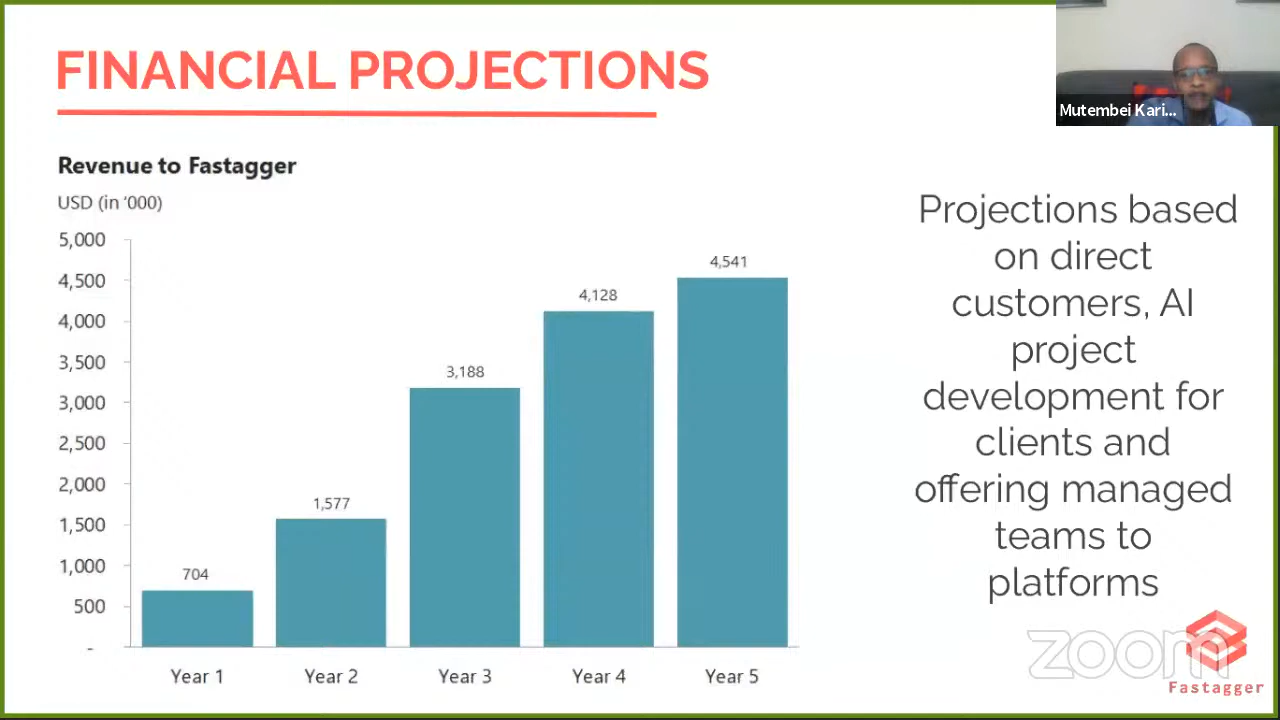 FINANCIAL PROJECTIONS
Mutembei Kari...
Revenue to Fastagger
USD (in ‘000)
5,000
4,500
4,000
3,500
3,000
2,500
2,000
1,500
1,000
500
-
704
1,577
3,188
4,128
4,541
Year 1
Year 2
Year 3
Year 4
Year 5
Projections based
on direct
customers, AI
project
development for
clients and
offering managed
teams to
platforms
zoom
Fastagger